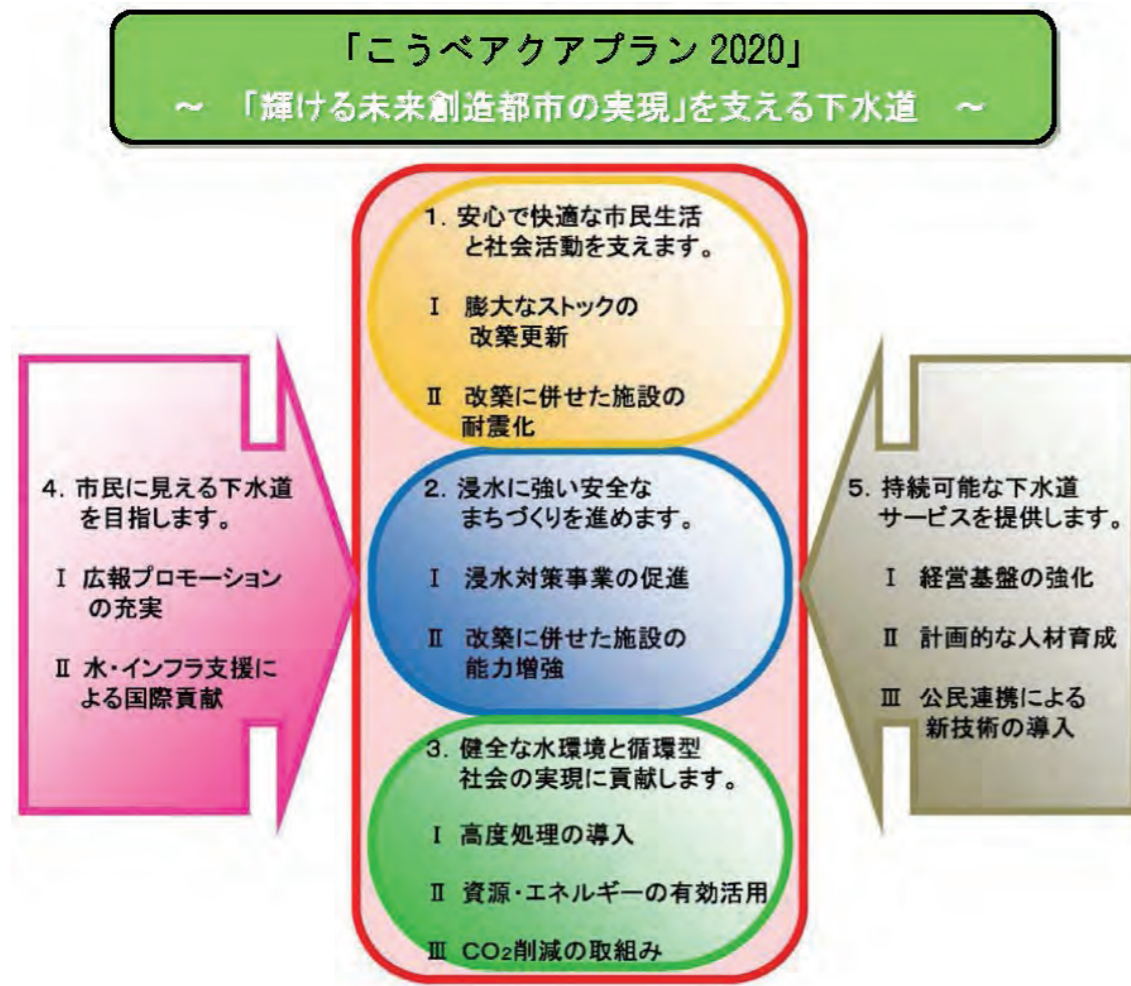 「こうべアクアプラン 2020」
～ 「輝ける未来創造都市の実現」を支える下水道 ～
1. 安心で快適な市民生活
と社会活動を支えます。
Ⅰ 膨大なストックの
改築更新
Ⅱ 改築に併せた施設の
耐震化
2. 浸水に強い安全な
まちづくりを進めます。
Ⅰ 浸水対策事業の促進
Ⅱ 改築に併せた施設の
能力増強
3. 健全な水環境と循環型
社会の実現に貢献します。
Ⅰ 高度処理の導入
Ⅱ 資源・エネルギーの有効活用
Ⅲ CO₂削減の取組み
4. 市民に見える下水道
を目指します。
Ⅰ 広報プロモーション
の充実
Ⅱ 水・インフラ支援に
よる国際貢献
5. 持続可能な下水道
サービスを提供します。
Ⅰ 経営基盤の強化
Ⅱ 計画的な人材育成
Ⅲ 公民連携による
新技術の導入